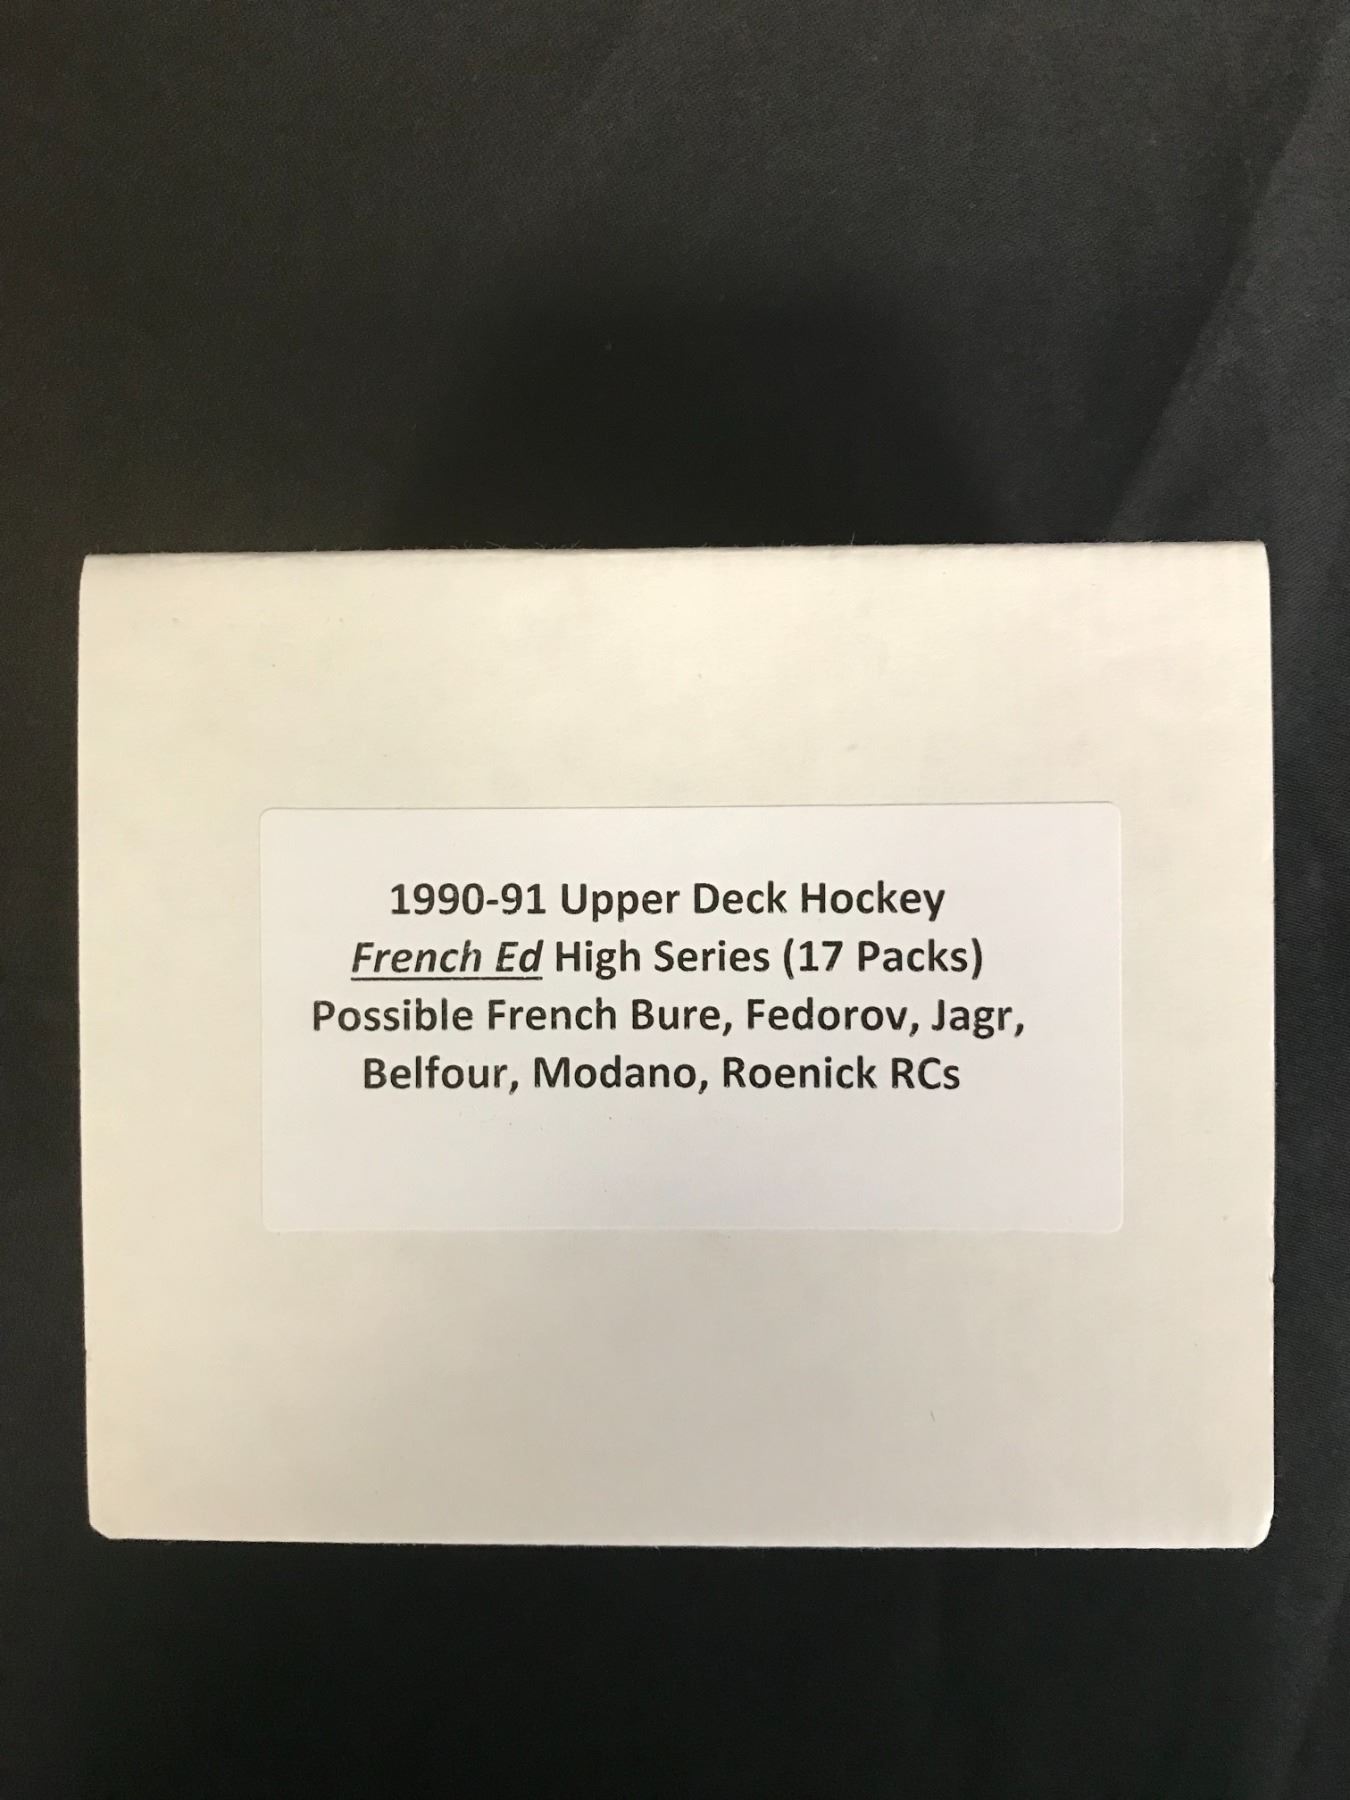 1990-91 Upper Deck Hockey
French Ed High Series (17 Packs)
Possible French Bure, Fedorov, Jagr,
Belfour, Modano, Roenick RCs